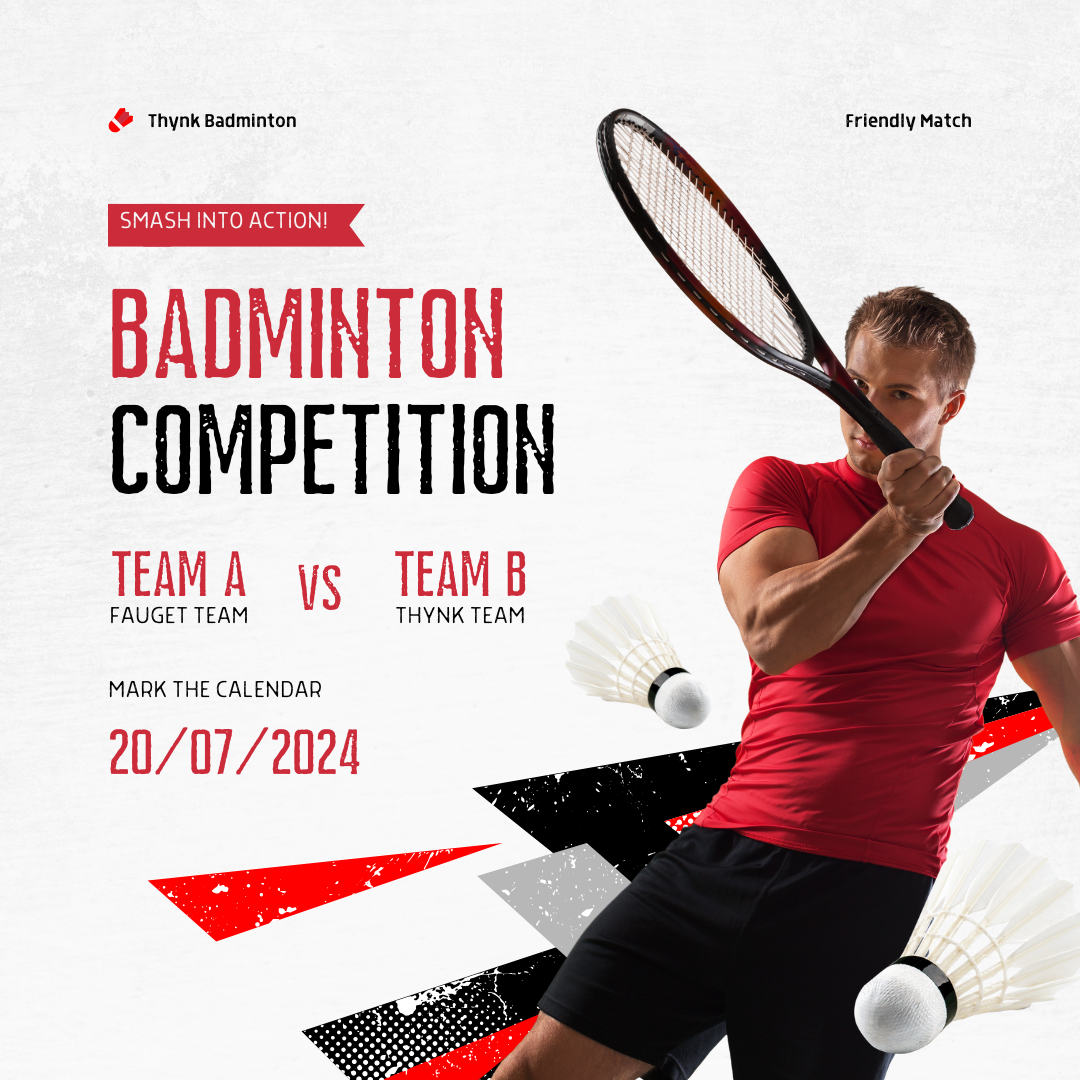 Thynk Badminton
Friendly Match
SMASH INTO ACTION!
BADMINTON
COMPETITION
TEAM A
FAUGET TEAM
VS
TEAM B
THYNK TEAM
MARK THE CALENDAR
20/07/2024